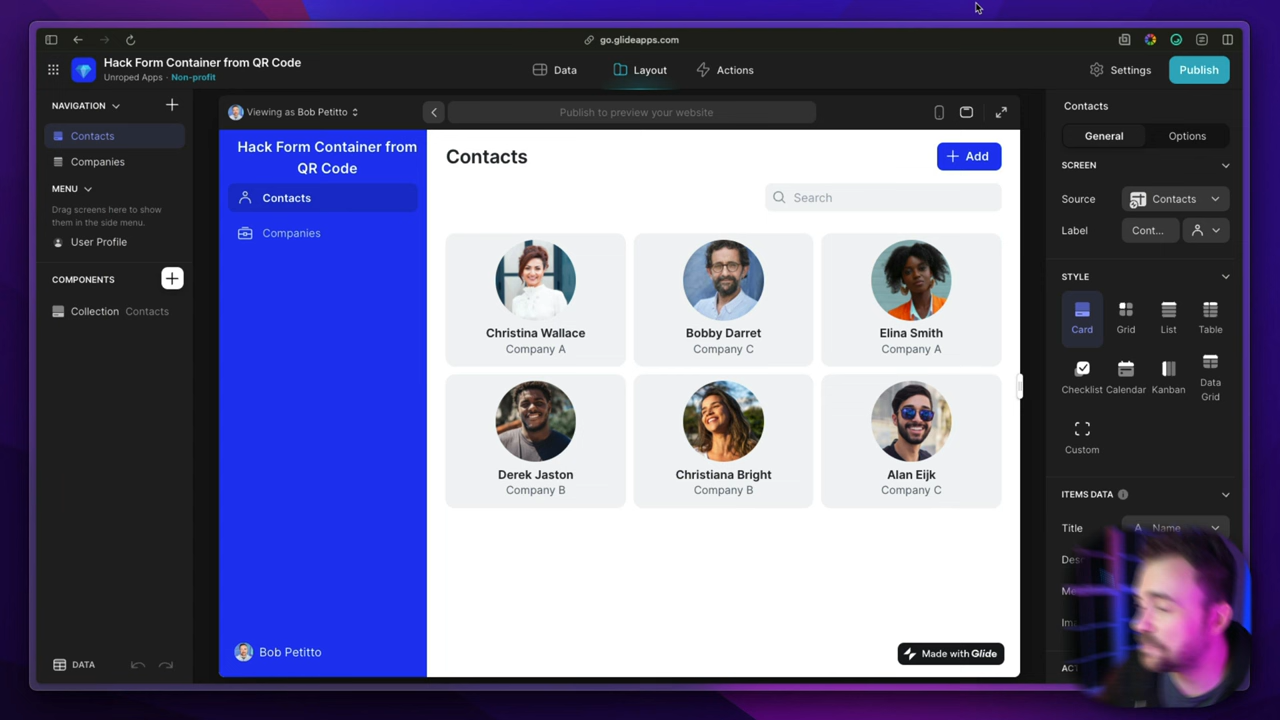 go.glideapps.com
Hack Form Container from QR Code
Unroped Apps · Non-profit
Data
Layout
Actions
Settings
Publish
NAVIGATION
Contacts
Companies
MENU
Drag screens here to show
them in the side menu.
User Profile
COMPONENTS
Collection Contacts
DATA
Viewing as Bob Petitto
Publish to preview your website
Hack Form Container from
QR Code
Contacts
Companies
Bob Petitto
Contacts
Add
Search
Christina Wallace
Company A
Bobby Darret
Company C
Elina Smith
Company A
Derek Jaston
Company B
Christiana Bright
Company B
Alan Eijk
Company C
Made with Glide
Contacts
General
Options
SCREEN
Source
Contacts
Label
Cont...
STYLE
Card
Grid
List
Table
Checklist
Calendar
Kanban
Data
Grid
Custom
ITEMS DATA
Title
Name